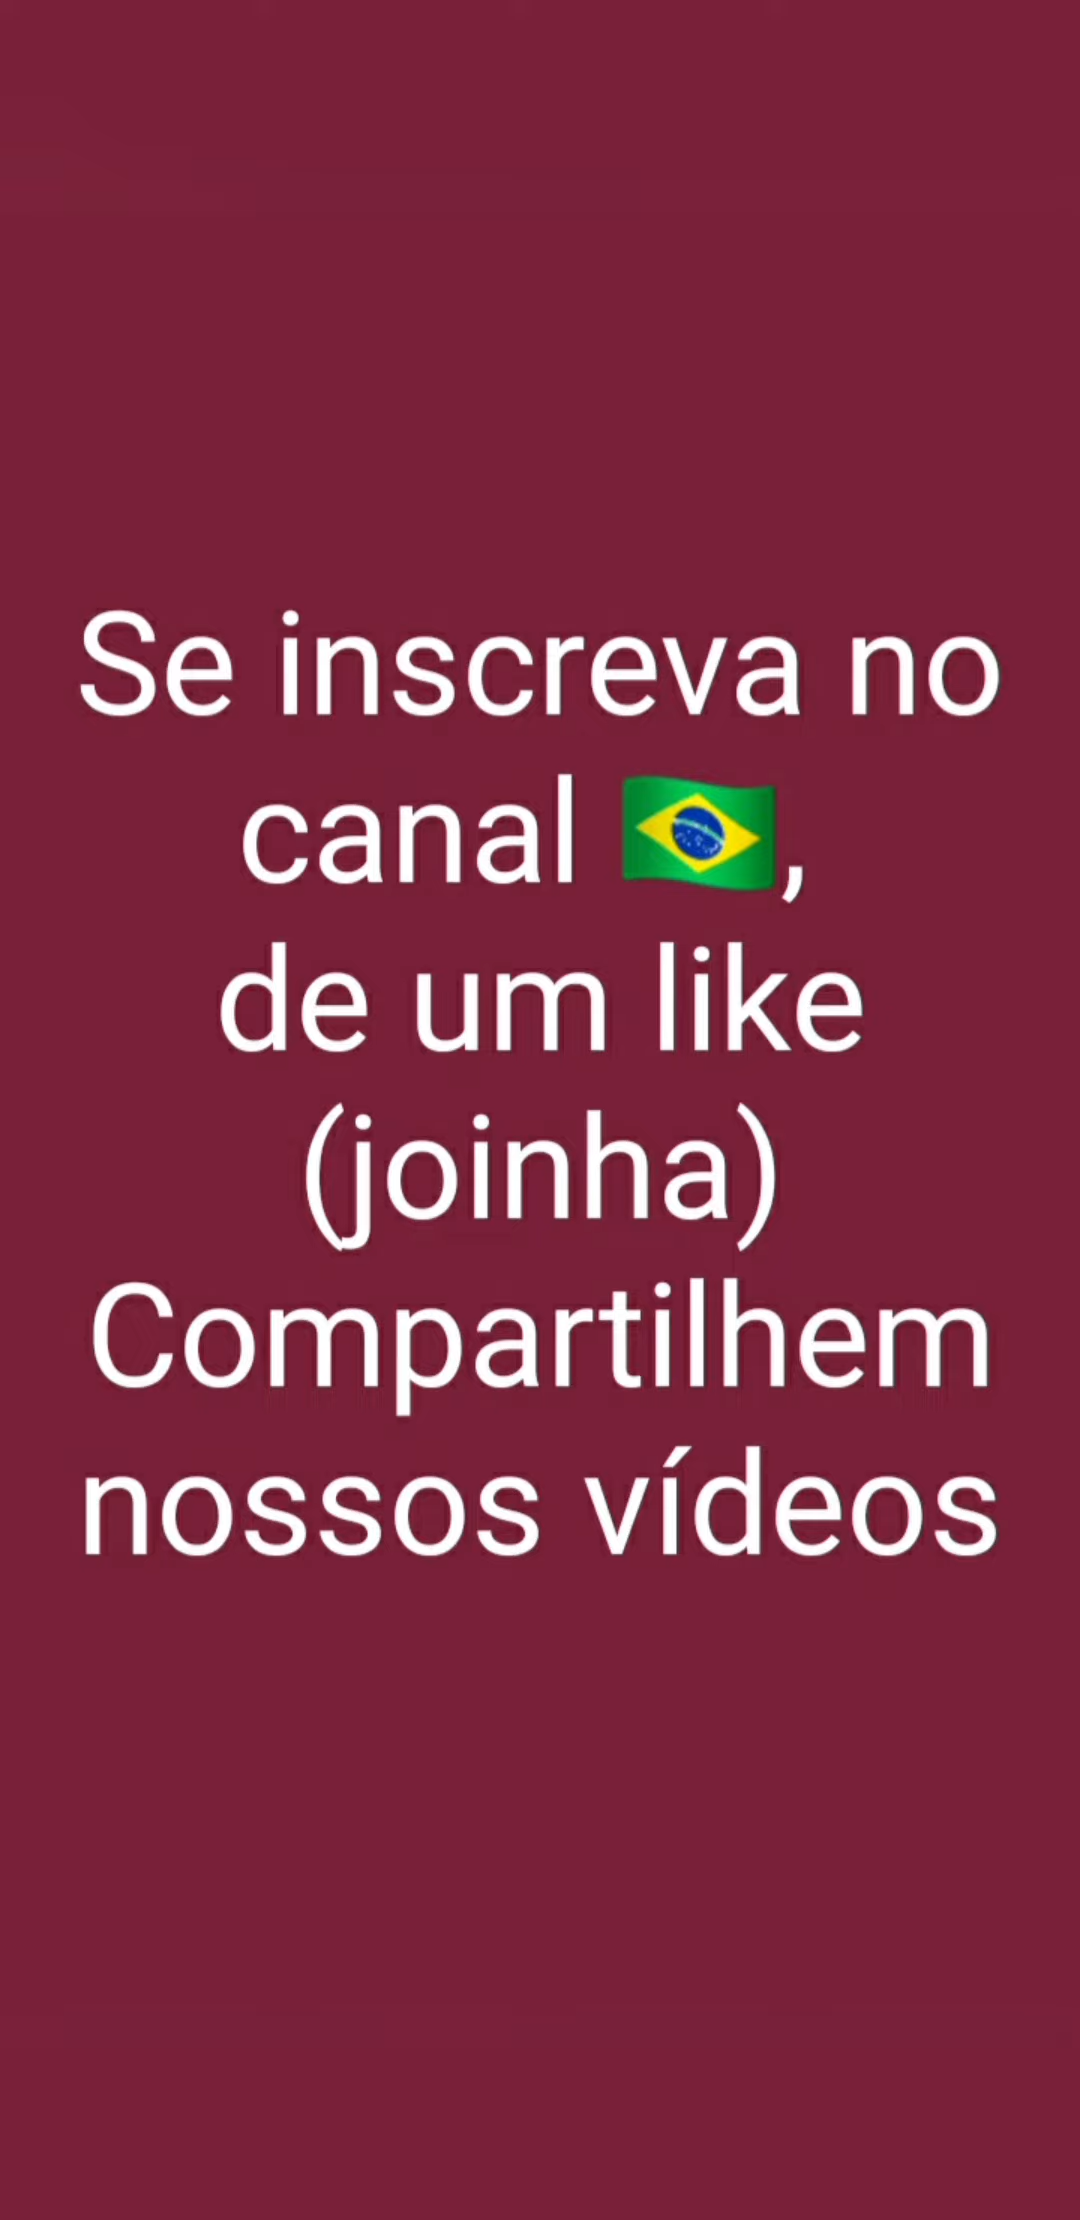 Se inscreva no
canal 🇧🇷,
de um like
(joinha)
Compartilhem
nossos vídeos